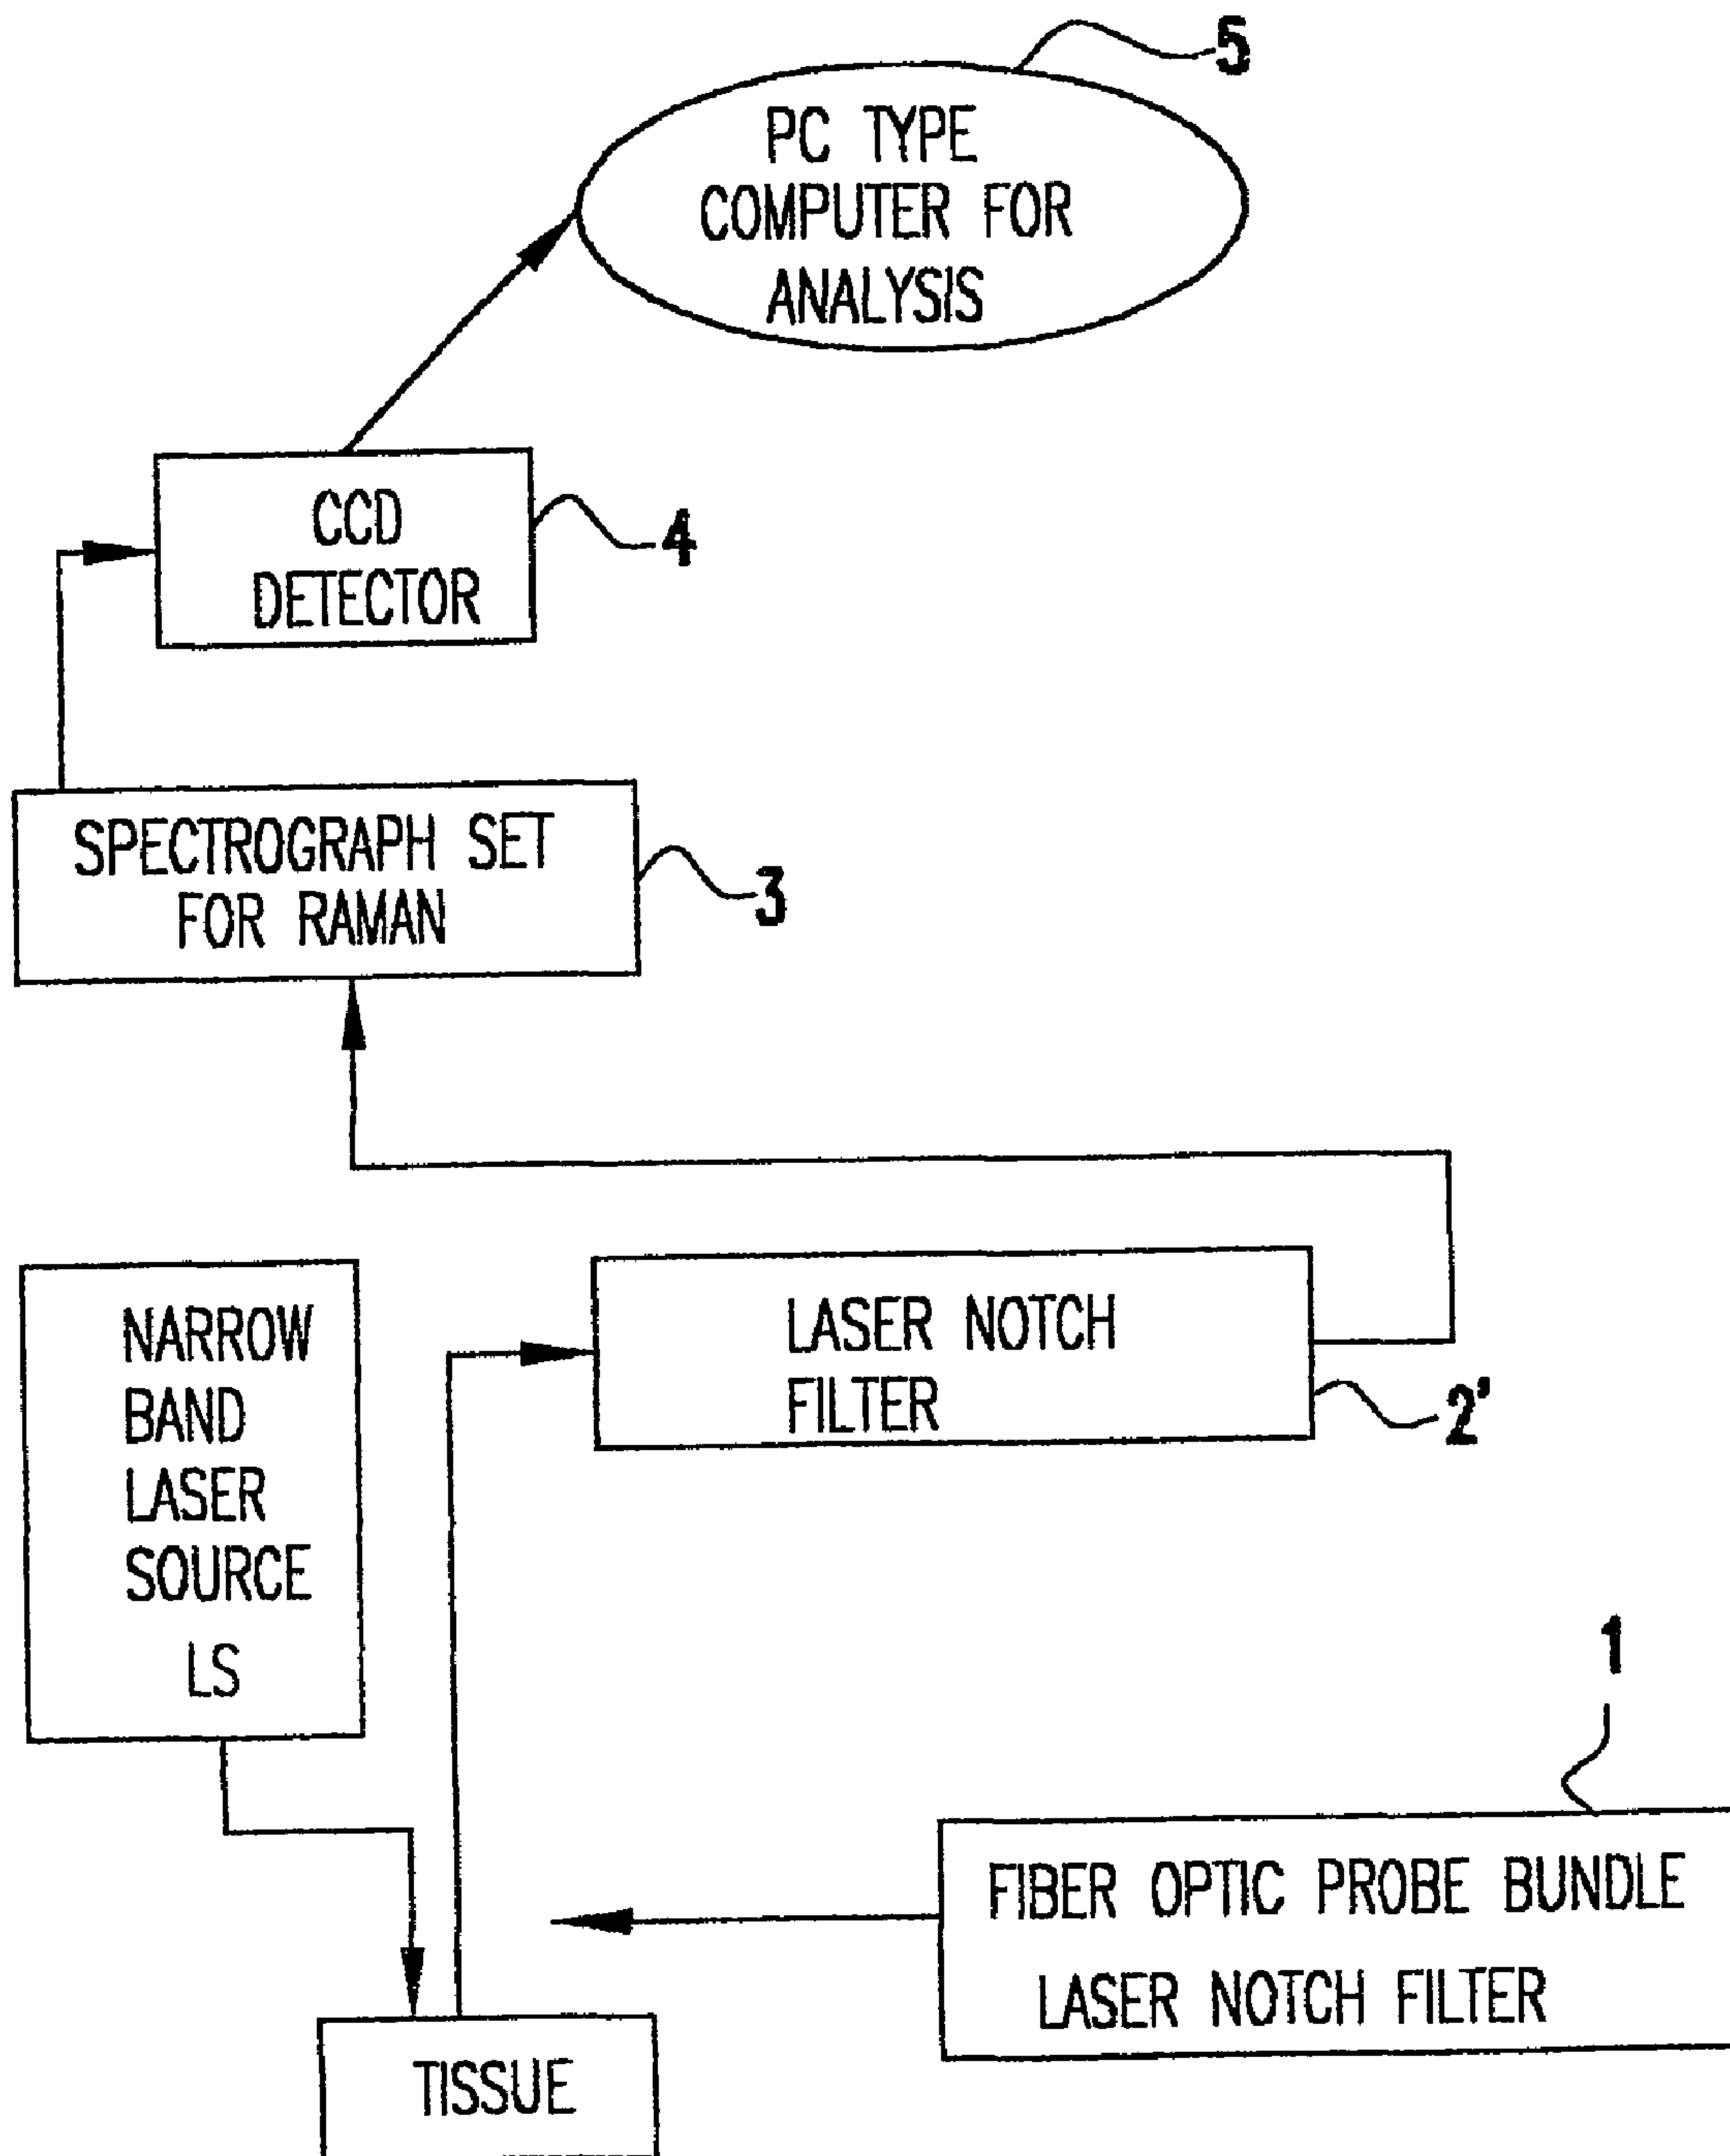 5
PC TYPE
COMPUTER FOR
ANALYSIS
CCD
DETECTOR
4
SPECTROGRAPH SET
FOR RAMAN
3
NARROW
BAND
LASER
SOURCE
LS
LASER NOTCH
FILTER
2'
1
FIBER OPTIC PROBE BUNDLE
LASER NOTCH FILTER
TISSUE